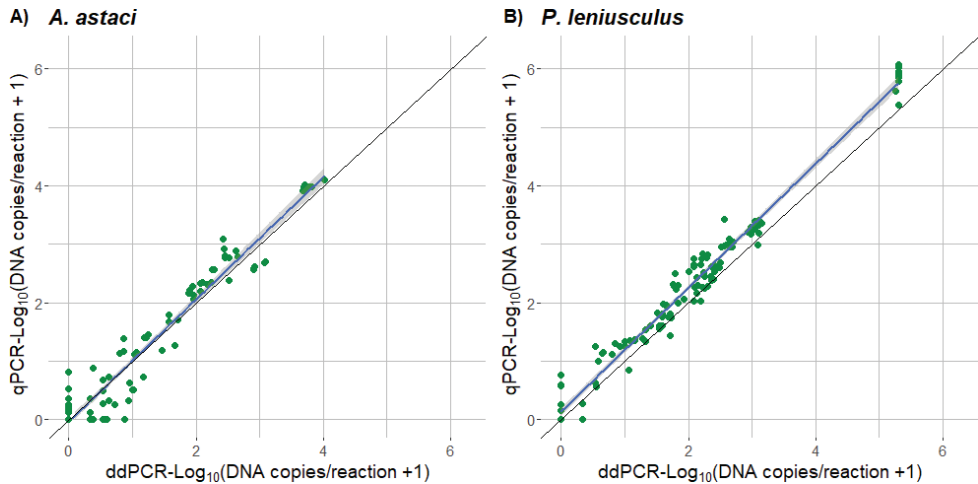 A) A. astaci
6
4
2
0
0 2 4 6
qPCR-Log10(DNA copies/reaction + 1)
ddPCR-Log10(DNA copies/reaction +1)
B) P. leniusculus
6
4
2
0
0 2 4 6
qPCR-Log10(DNA copies/reaction + 1)
ddPCR-Log10(DNA copies/reaction +1)